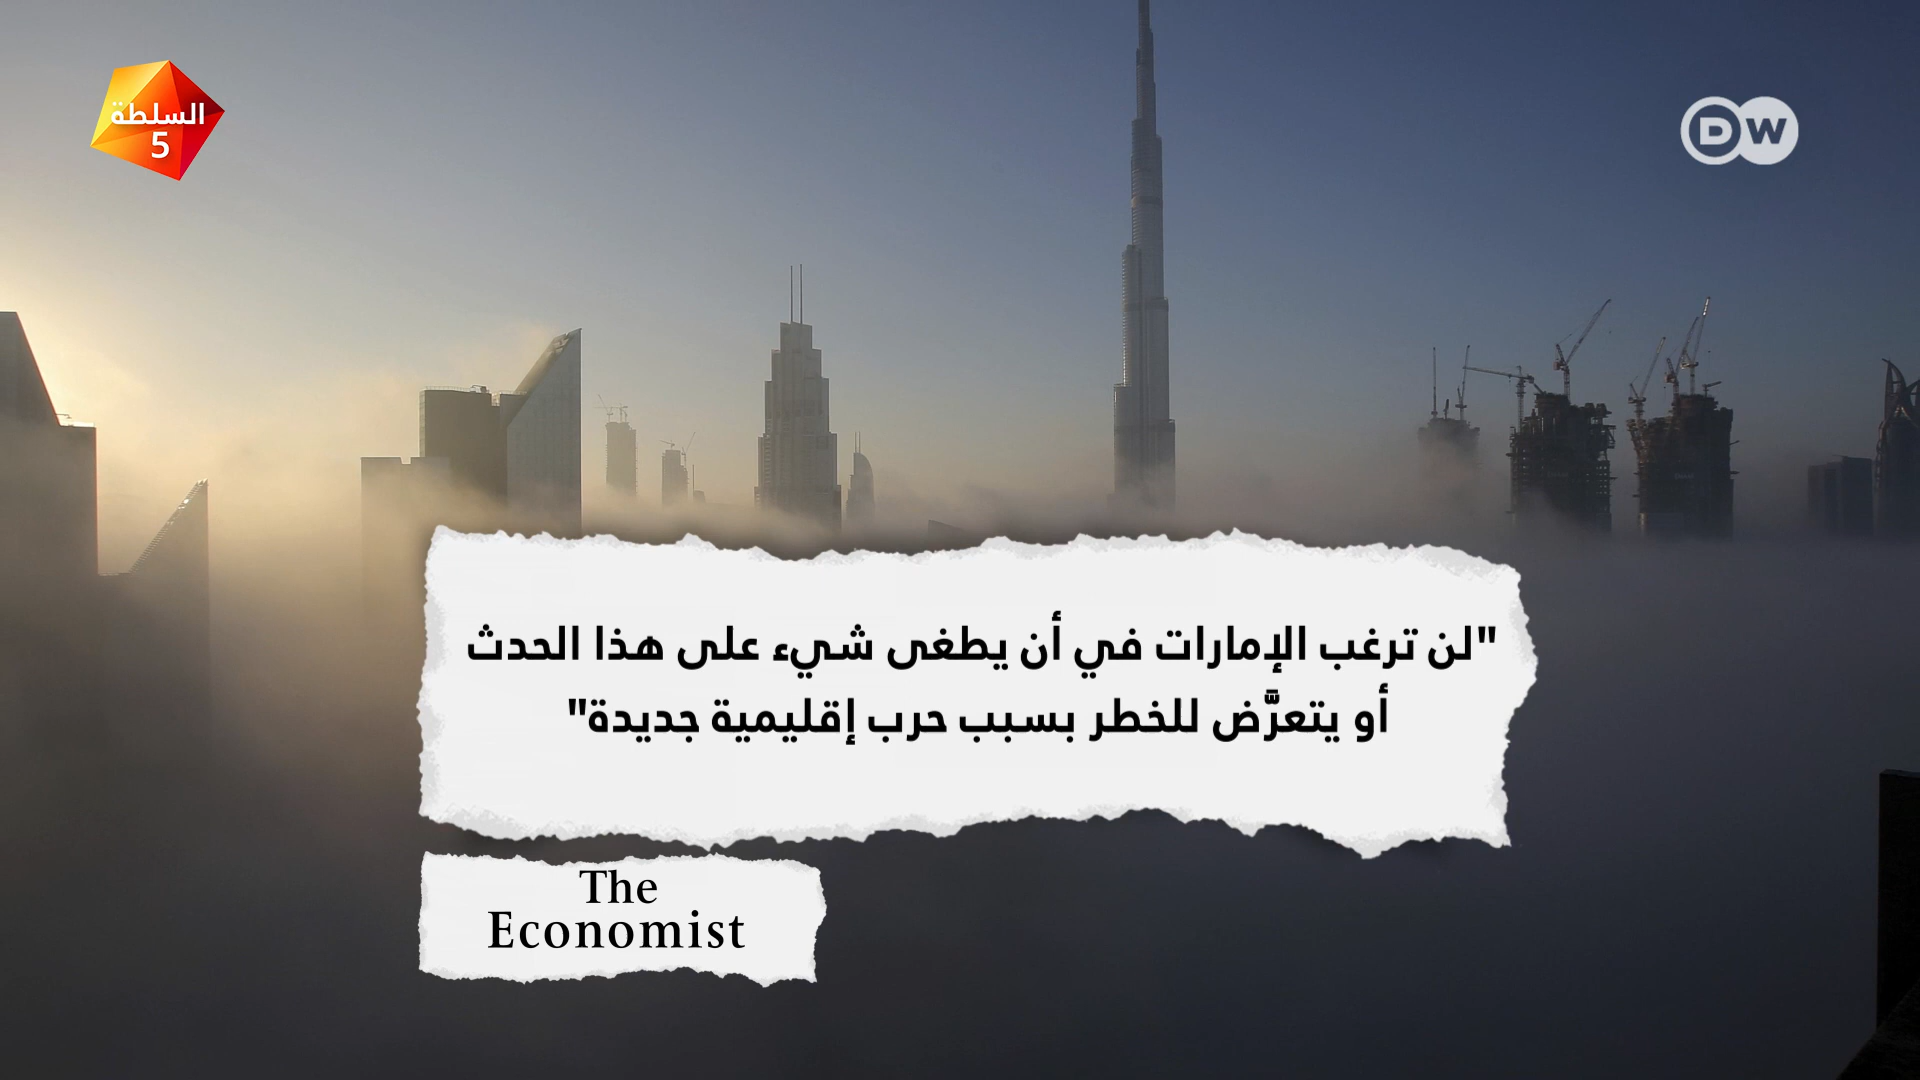 السلطة
5
DW
"لن ترغب الإمارات في أن يطغى شيء على هذا الحدث
أو يتعرَّض للخطر بسبب حرب إقليمية جديدة"
The
Economist